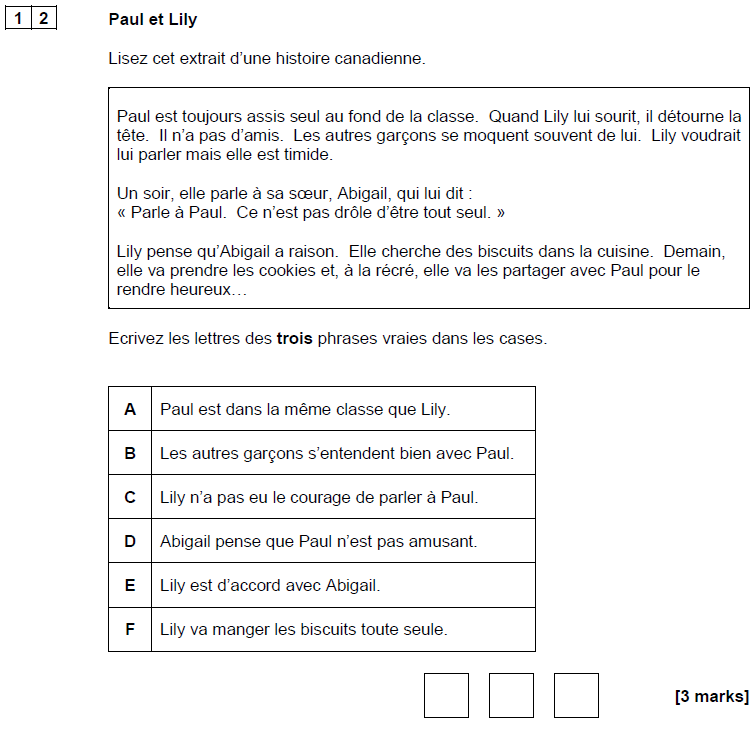 1 2 Paul et Lily
Lisez cet extrait d’une histoire canadienne.
Paul est toujours assis seul au fond de la classe. Quand Lily lui sourit, il détourne la
tête. Il n’a pas d’amis. Les autres garçons se moquent souvent de lui. Lily voudrait
lui parler mais elle est timide.
Un soir, elle parle à sa sœur, Abigail, qui lui dit :
« Parle à Paul. Ce n’est pas drôle d’être tout seul. »
Lily pense qu’Abigail a raison. Elle cherche des biscuits dans la cuisine. Demain,
elle va prendre les cookies et, à la récré, elle va les partager avec Paul pour le
rendre heureux…
Ecrivez les lettres des trois phrases vraies dans les cases.
A Paul est dans la même classe que Lily.
B Les autres garçons s’entendent bien avec Paul.
C Lily n’a pas eu le courage de parler à Paul.
D Abigail pense que Paul n’est pas amusant.
E Lily est d’accord avec Abigail.
F Lily va manger les biscuits toute seule.
[3 marks]